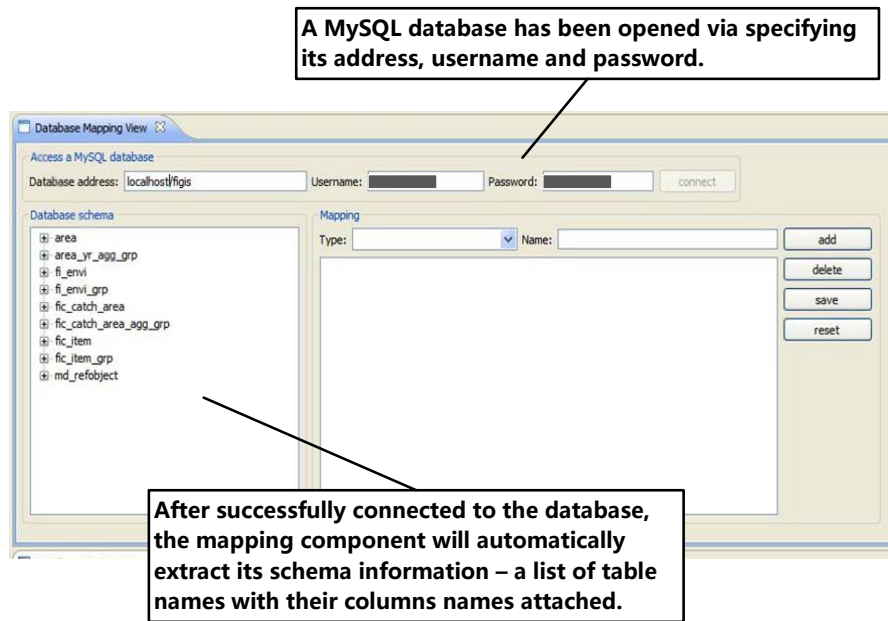 A MySQL database has been opened via specifying
its address, username and password.
Database Mapping View
Access a MySQL database
Database address: localhost/figis Username: Password: connect
Database schema
area
area_yr_agg_grp
fi_envi
fi_envi_grp
fic_catch_area
fic_catch_area_agg_grp
fic_item
fic_item_grp
md_refobject
Mapping
Type: Name: add
delete
save
reset
After successfully connected to the database,
the mapping component will automatically
extract its schema information – a list of table
names with their columns names attached.